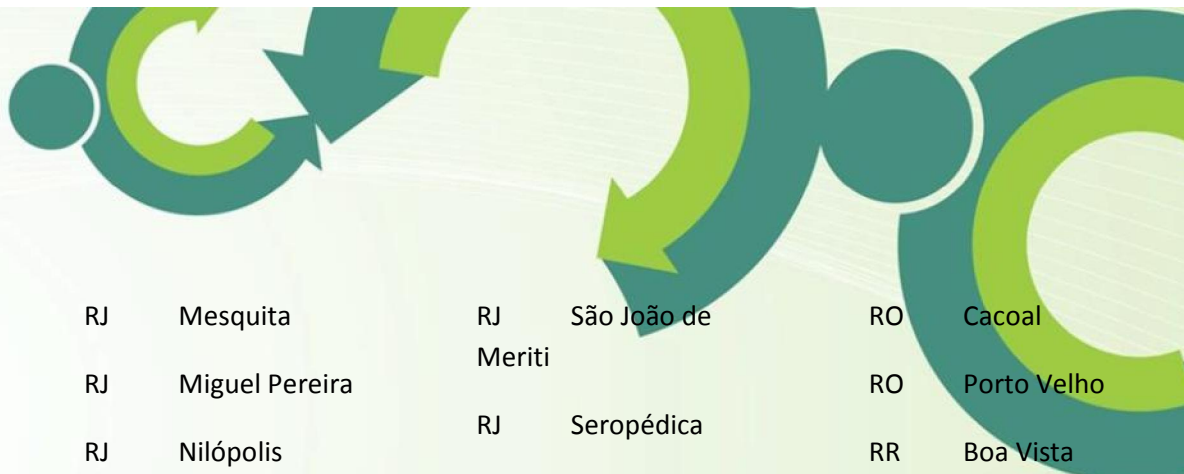 RJ Mesquita
RJ Miguel Pereira
RJ Nilópolis
RJ São João de
Meriti
RJ Seropédica
RO Cacoal
RO Porto Velho
RR Boa Vista